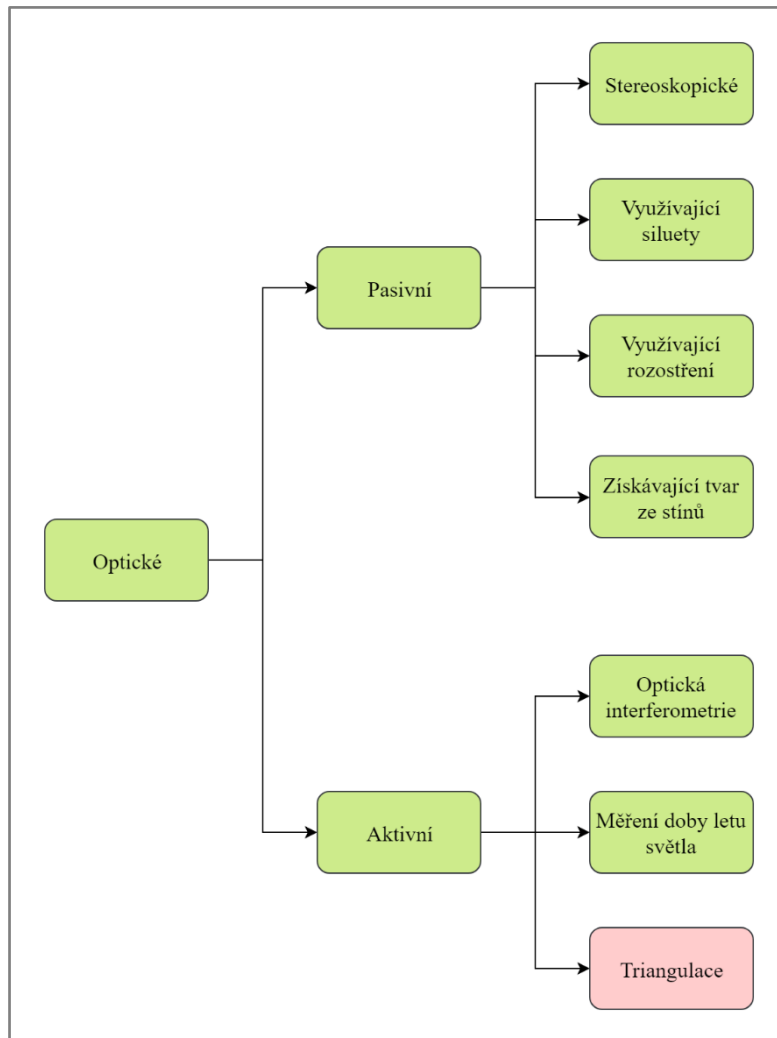 Stereoskopické
Využívající
siluety
Pasivní
Využívající
rozostření
Získávající tvar
ze stínů
Optické
Optická
interferometrie
Aktivní
Měření doby letu
světla
Triangulace